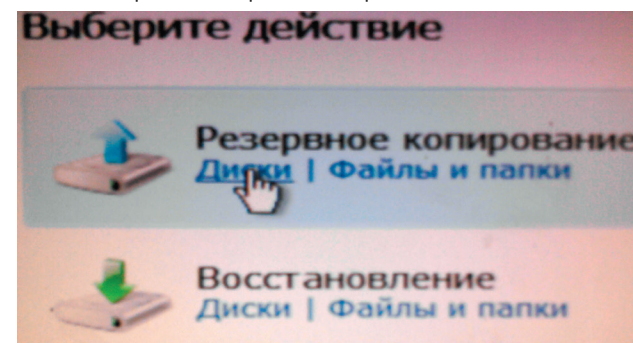 Выберите действие
Резервное копирование
Диски | Файлы и папки
Восстановление
Диски | Файлы и папки